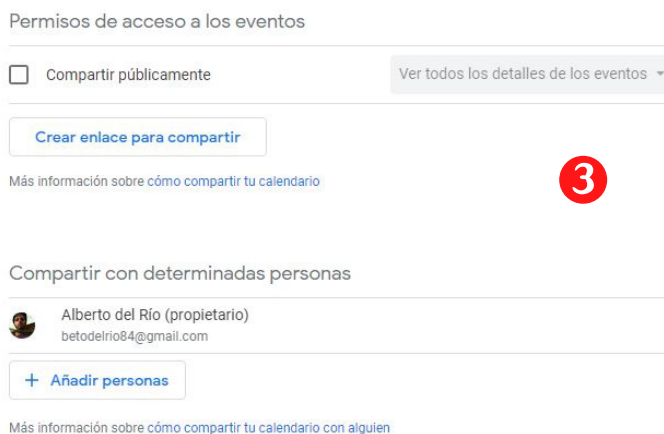 Permisos de acceso a los eventos
Compartir públicamente
Ver todos los detalles de los eventos
Crear enlace para compartir
Más información sobre cómo compartir tu calendario
3
Compartir con determinadas personas
Alberto del Río (propietario)
betodelrio84@gmail.com
+ Añadir personas
Más información sobre cómo compartir tu calendario con alguien